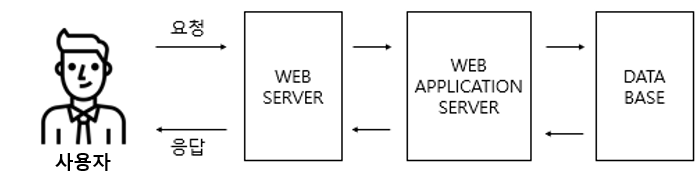 요청
응답
사용자
WEB
SERVER
WEB
APPLICATION
SERVER
DATA
BASE